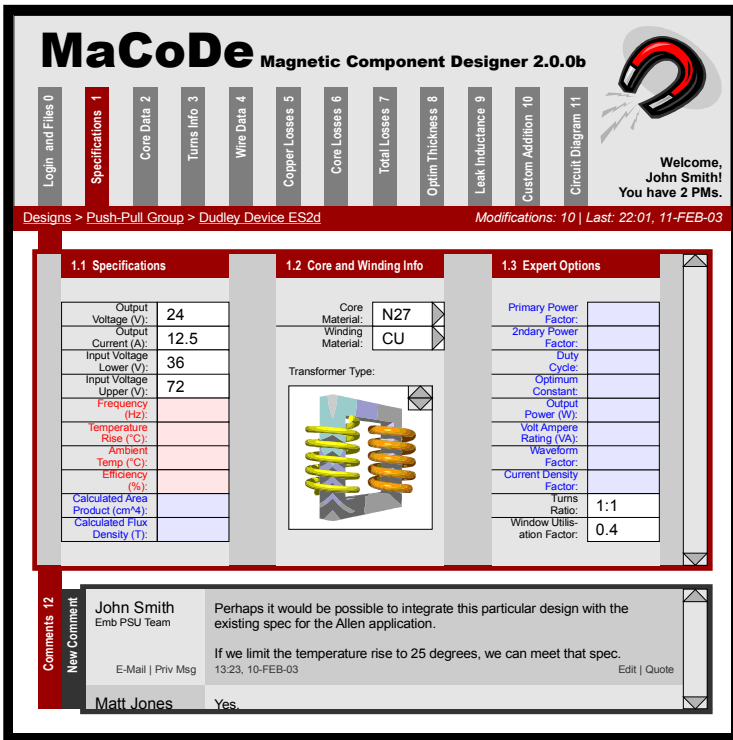 MaCoDe Magnetic Component Designer 2.0.0b
Login and Files 0
Specifications 1
Core Data 2
Turns Info 3
Wire Data 4
Copper Losses 5
Core Losses 6
Total Losses 7
Optim Thickness 8
Leak Inductance 9
Custom Addition 10
Circuit Diagram 11
Welcome,
John Smith!
You have 2 PMs.
Designs > Push-Pull Group > Dudley Device ES2d
Modifications: 10 | Last: 22:01, 11-FEB-03
1.1 Specifications
Output
Voltage (V): 24
Output
Current (A): 12.5
Input Voltage
Lower (V): 36
Input Voltage
Upper (V): 72
Frequency
(Hz):
Temperature
Rise (°C):
Ambient
Temp (°C):
Efficiency
(%):
Calculated Area
Product (cm^4):
Calculated Flux
Density (T):
1.2 Core and Winding Info
Core
Material: N27
Winding
Material: CU
Transformer Type:
1.3 Expert Options
Primary Power
Factor:
2ndary Power
Factor:
Duty
Cycle:
Optimum
Constant:
Output
Power (W):
Volt Ampere
Rating (VA):
Waveform
Factor:
Current Density
Factor:
Turns
Ratio: 1:1
Window Utilis-
ation Factor: 0.4
Comments 12
New Comment
John Smith
Emb PSU Team
E-Mail | Priv Msg
Perhaps it would be possible to integrate this particular design with the
existing spec for the Allen application.
If we limit the temperature rise to 25 degrees, we can meet that spec.
13:23, 10-FEB-03
Edit | Quote
Matt Jones
Yes.